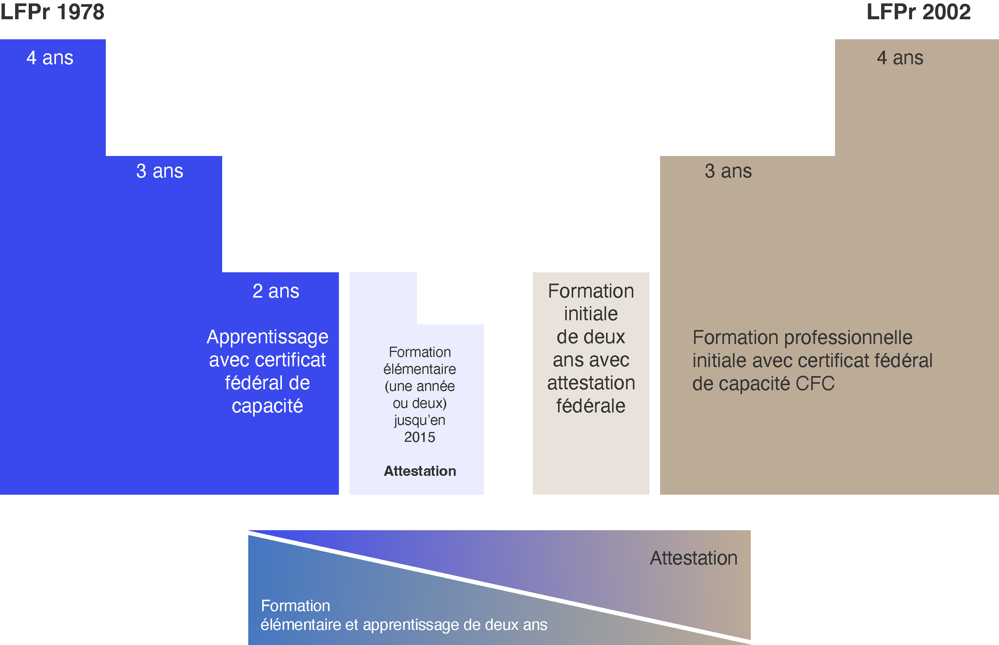 LFPr 1978
LFPr 2002
4 ans
3 ans
2 ans
Apprentissage
avec certificat
fédéral de
capacité
Formation
élémentaire
(une année
ou deux)
jusqu’en
2015
Attestation
Formation
initiale
de deux
ans avec
attestation
fédérale
4 ans
3 ans
Formation professionnelle
initiale avec certificat fédéral
de capacité CFC
Attestation
Formation
élémentaire et apprentissage de deux ans